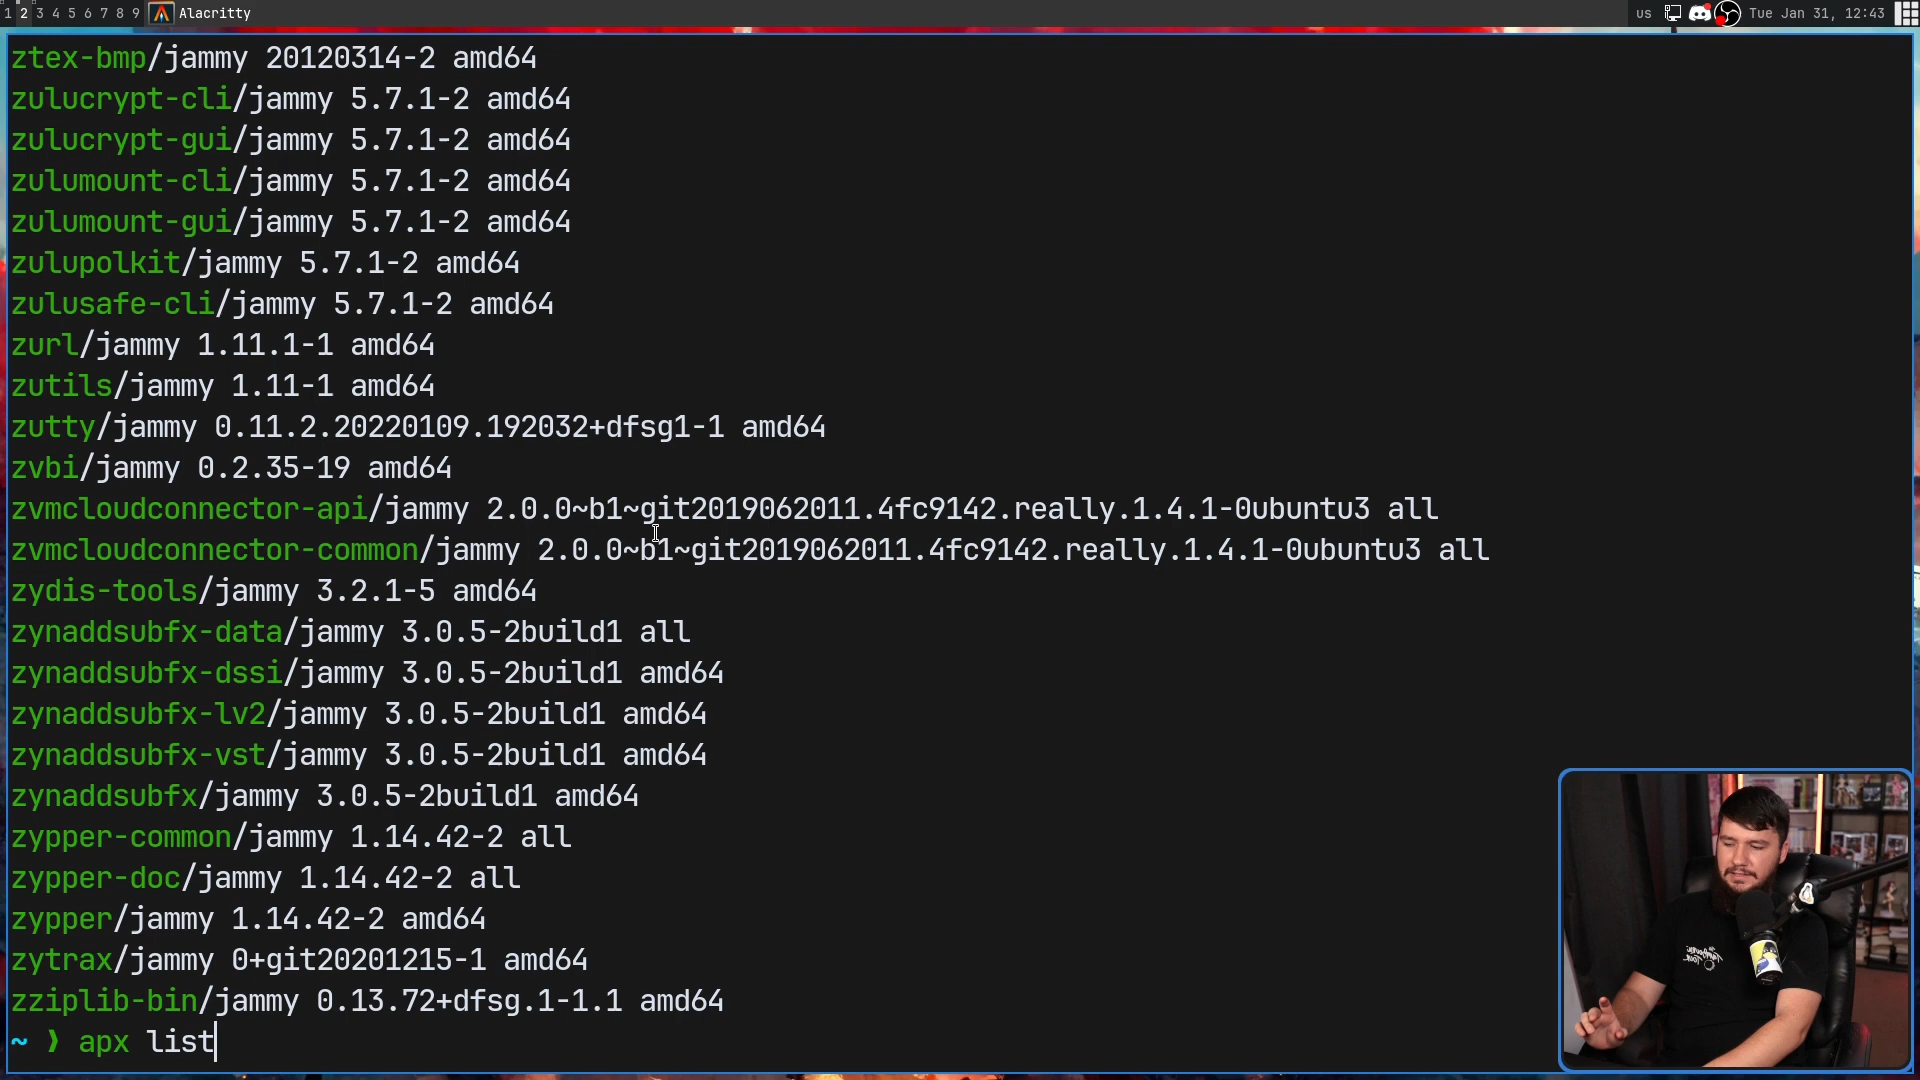 1 2 3 4 5 6 7 8 9 Alacritty us Tue Jan 31, 12:43
ztex-bmp/jammy 20120314-2 amd64
zulucrypt-cli/jammy 5.7.1-2 amd64
zulucrypt-gui/jammy 5.7.1-2 amd64
zulumount-cli/jammy 5.7.1-2 amd64
zulumount-gui/jammy 5.7.1-2 amd64
zulupolkit/jammy 5.7.1-2 amd64
zulusafe-cli/jammy 5.7.1-2 amd64
zurl/jammy 1.11.1-1 amd64
zutils/jammy 1.11-1 amd64
zutty/jammy 0.11.2.20220109.192032+dfsg1-1 amd64
zvbi/jammy 0.2.35-19 amd64
zvmcloudconnector-api/jammy 2.0.0~b1~git2019062011.4fc9142.really.1.4.1-0ubuntu3 all
zvmcloudconnector-common/jammy 2.0.0~b1~git2019062011.4fc9142.really.1.4.1-0ubuntu3 all
zydis-tools/jammy 3.2.1-5 amd64
zynaddsubfx-data/jammy 3.0.5-2build1 all
zynaddsubfx-dssi/jammy 3.0.5-2build1 amd64
zynaddsubfx-lv2/jammy 3.0.5-2build1 amd64
zynaddsubfx-vst/jammy 3.0.5-2build1 amd64
zynaddsubfx/jammy 3.0.5-2build1 amd64
zypper-common/jammy 1.14.42-2 all
zypper-doc/jammy 1.14.42-2 all
zypper/jammy 1.14.42-2 amd64
zytrax/jammy 0+git20201215-1 amd64
zziplib-bin/jammy 0.13.72+dfsg.1-1.1 amd64
~ ❯ apx list